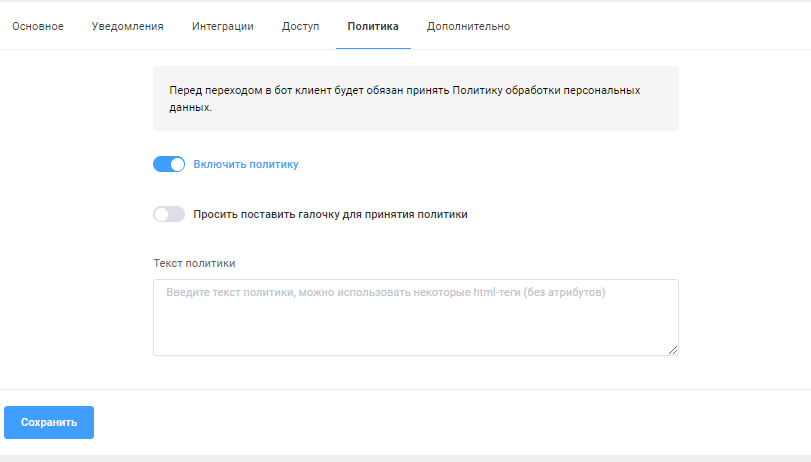 Основное Уведомления Интеграции Доступ Политика Дополнительно
Перед переходом в бот клиент будет обязан принять Политику обработки персональных
данных.
Включить политику
Просить поставить галочку для принятия политики
Текст политики
Введите текст политики, можно использовать некоторые html-теги (без атрибутов)
Сохранить